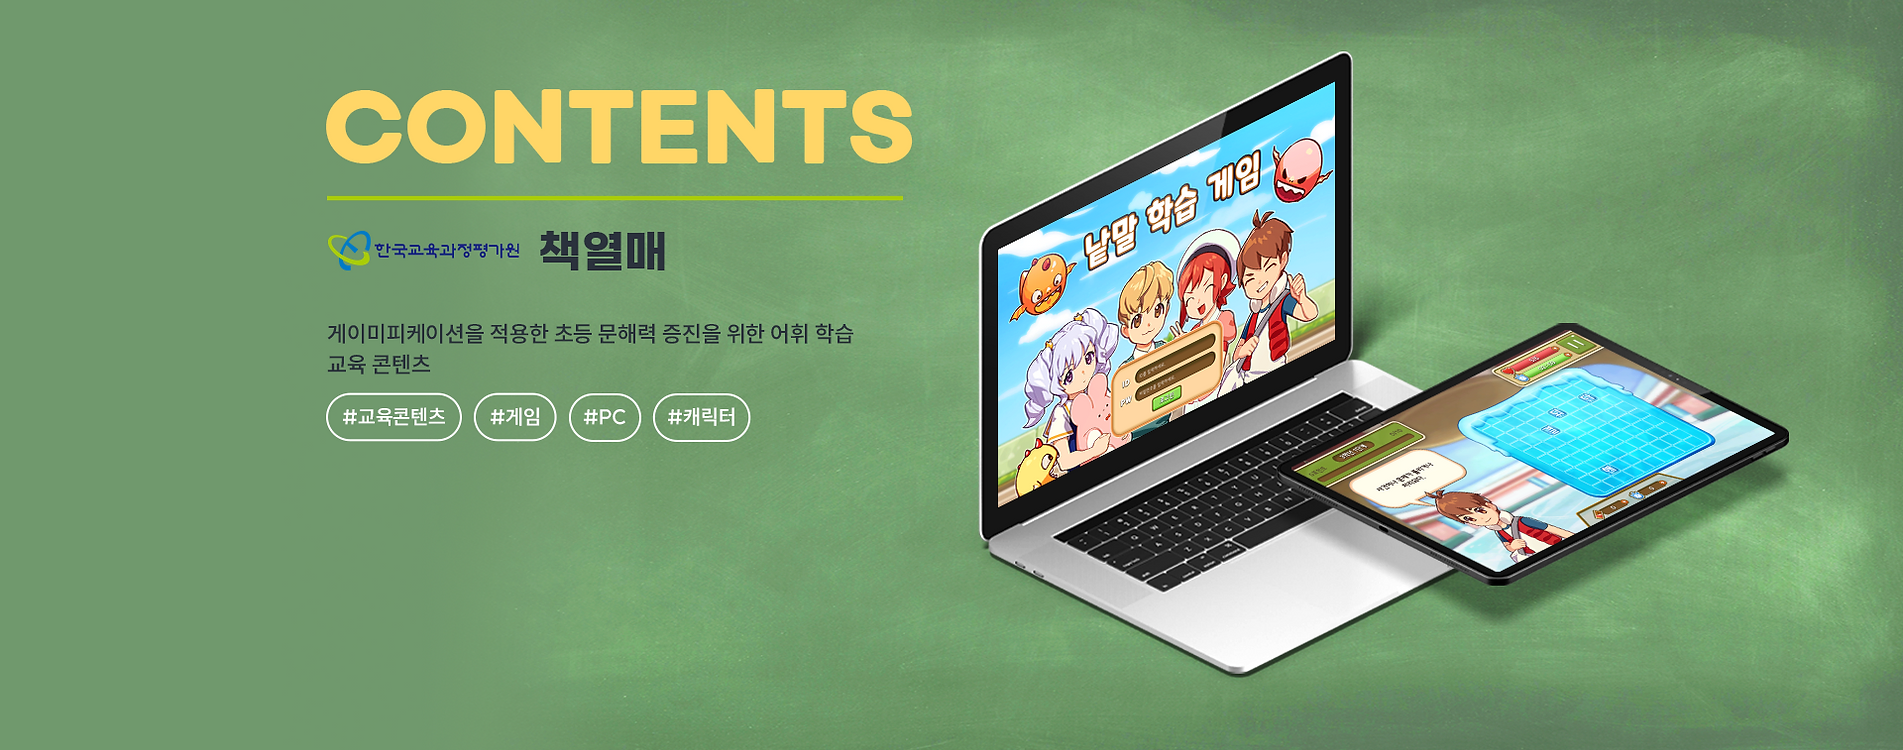 CONTENTS
한국교육과정평가원 책열매
게이미피케이션을 적용한 초등 문해력 증진을 위한 어휘 학습
교육 콘텐츠
#교육콘텐츠 #게임 #PC #캐릭터
낱말 학습 게임
ID
PW